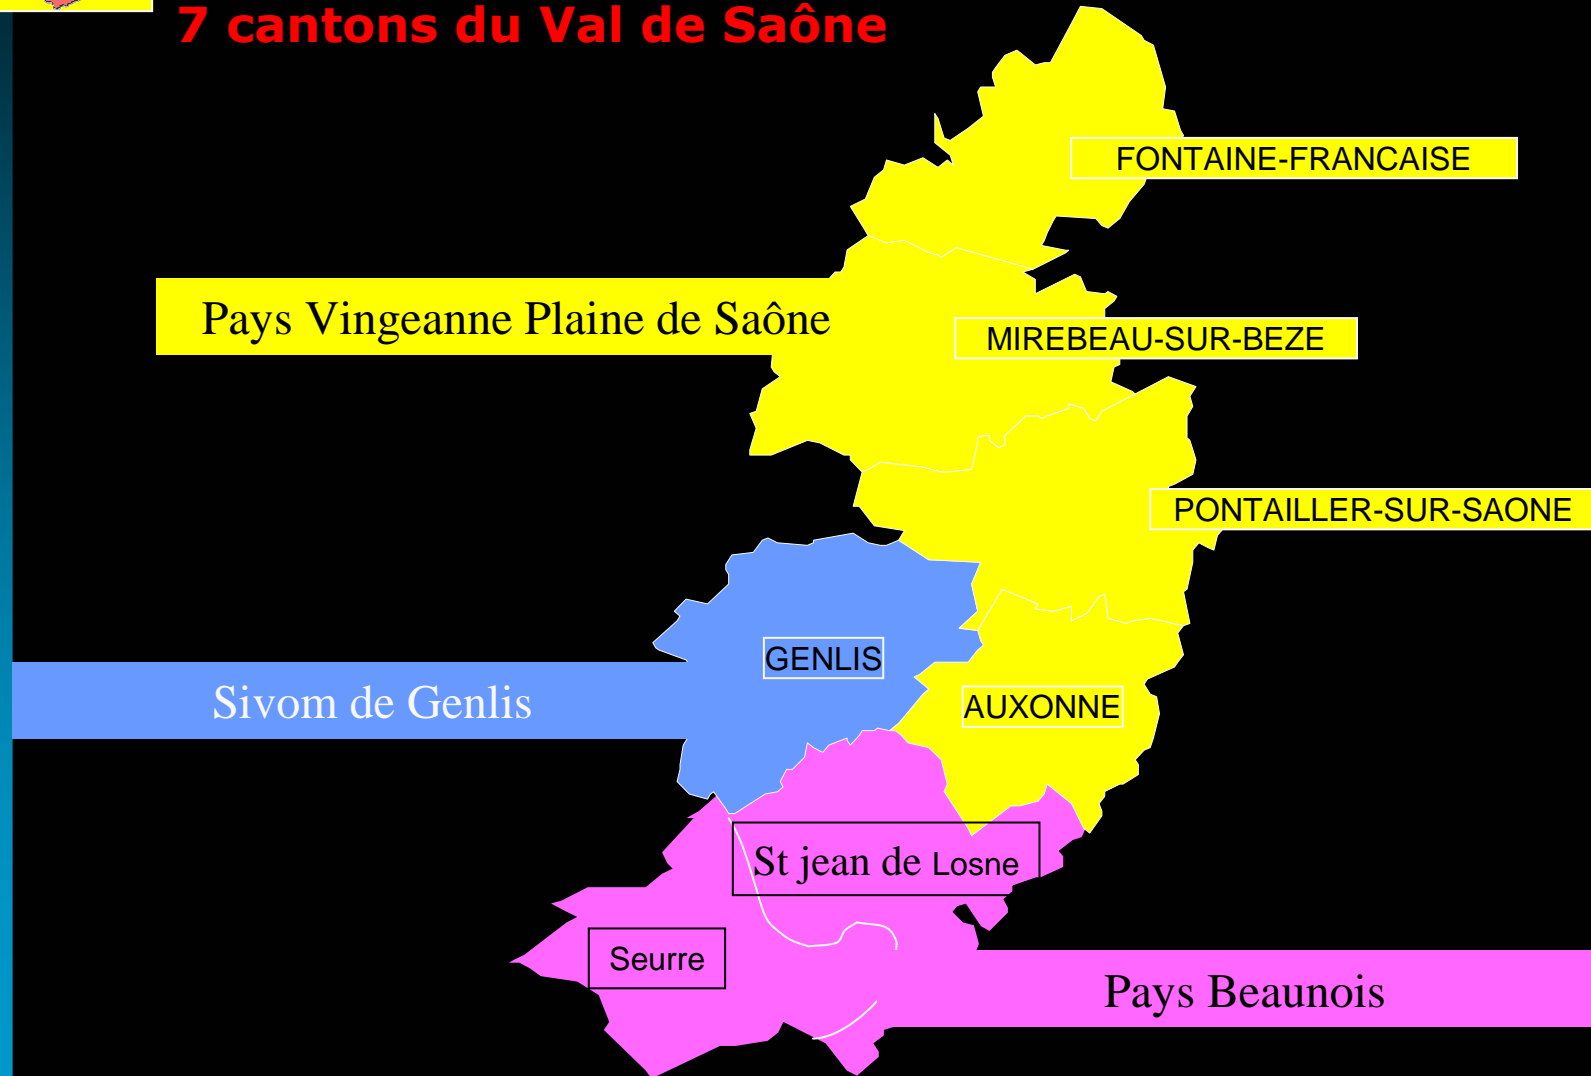 7 cantons du Val de Saône
FONTAINE-FRANCAISE
Pays Vingeanne Plaine de Saône
MIREBEAU-SUR-BEZE
PONTAILLER-SUR-SAONE
GENLIS
Sivom de Genlis
AUXONNE
St jean de Losne
Seurre
Pays Beaunois